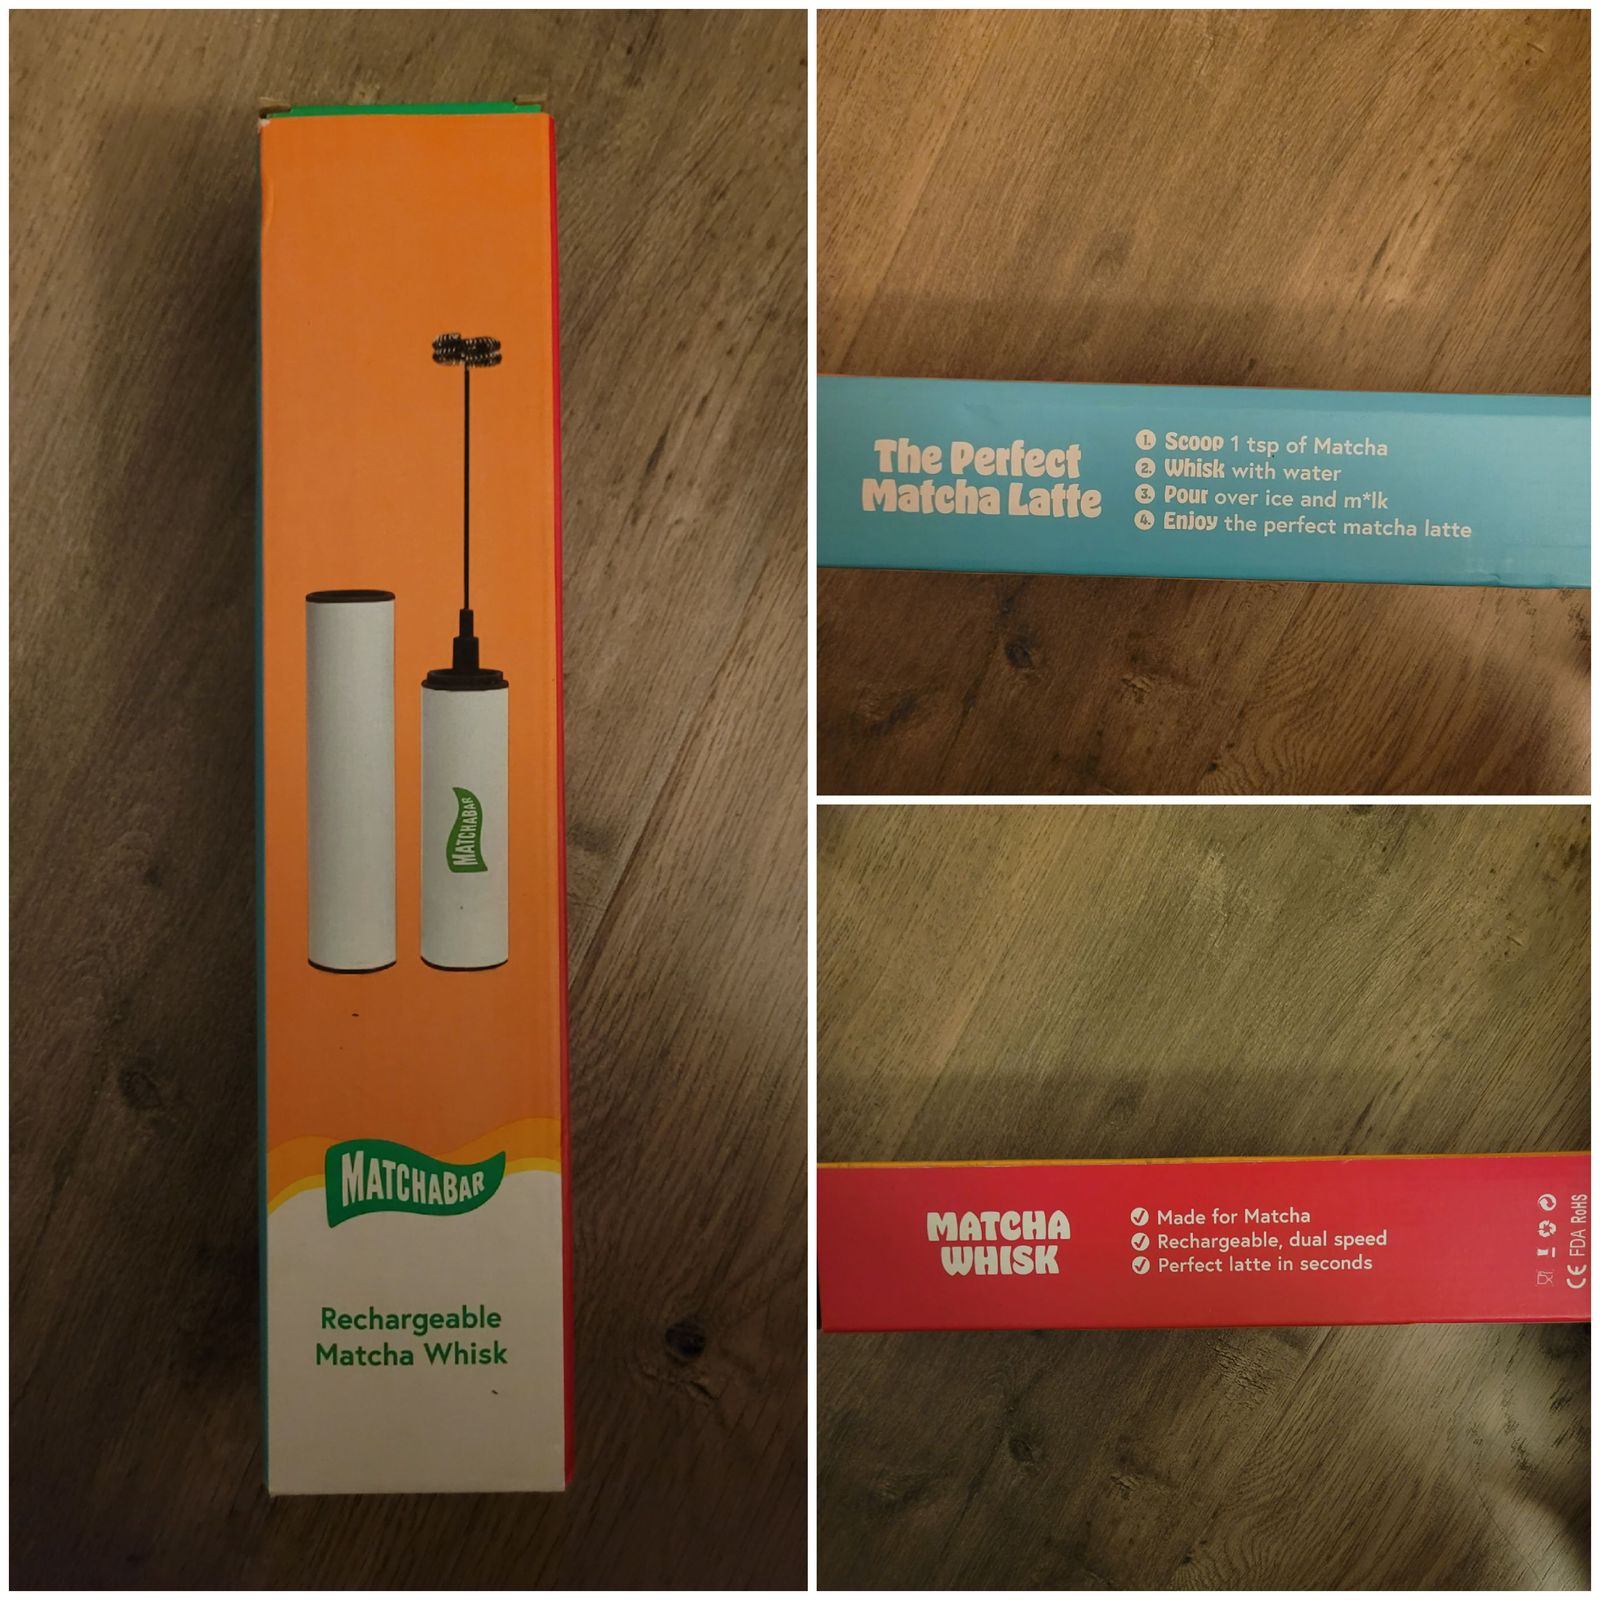 MATCHABAR
MATCHABAR
Rechargeable
Matcha Whisk
The Perfect
Matcha Latte
1. Scoop 1 tsp of Matcha
2. Whisk with water
3. Pour over ice and m*lk
4. Enjoy the perfect matcha latte
MATCHA
WHISK
Made for Matcha
Rechargeable, dual speed
Perfect latte in seconds
CE FDA RoHS